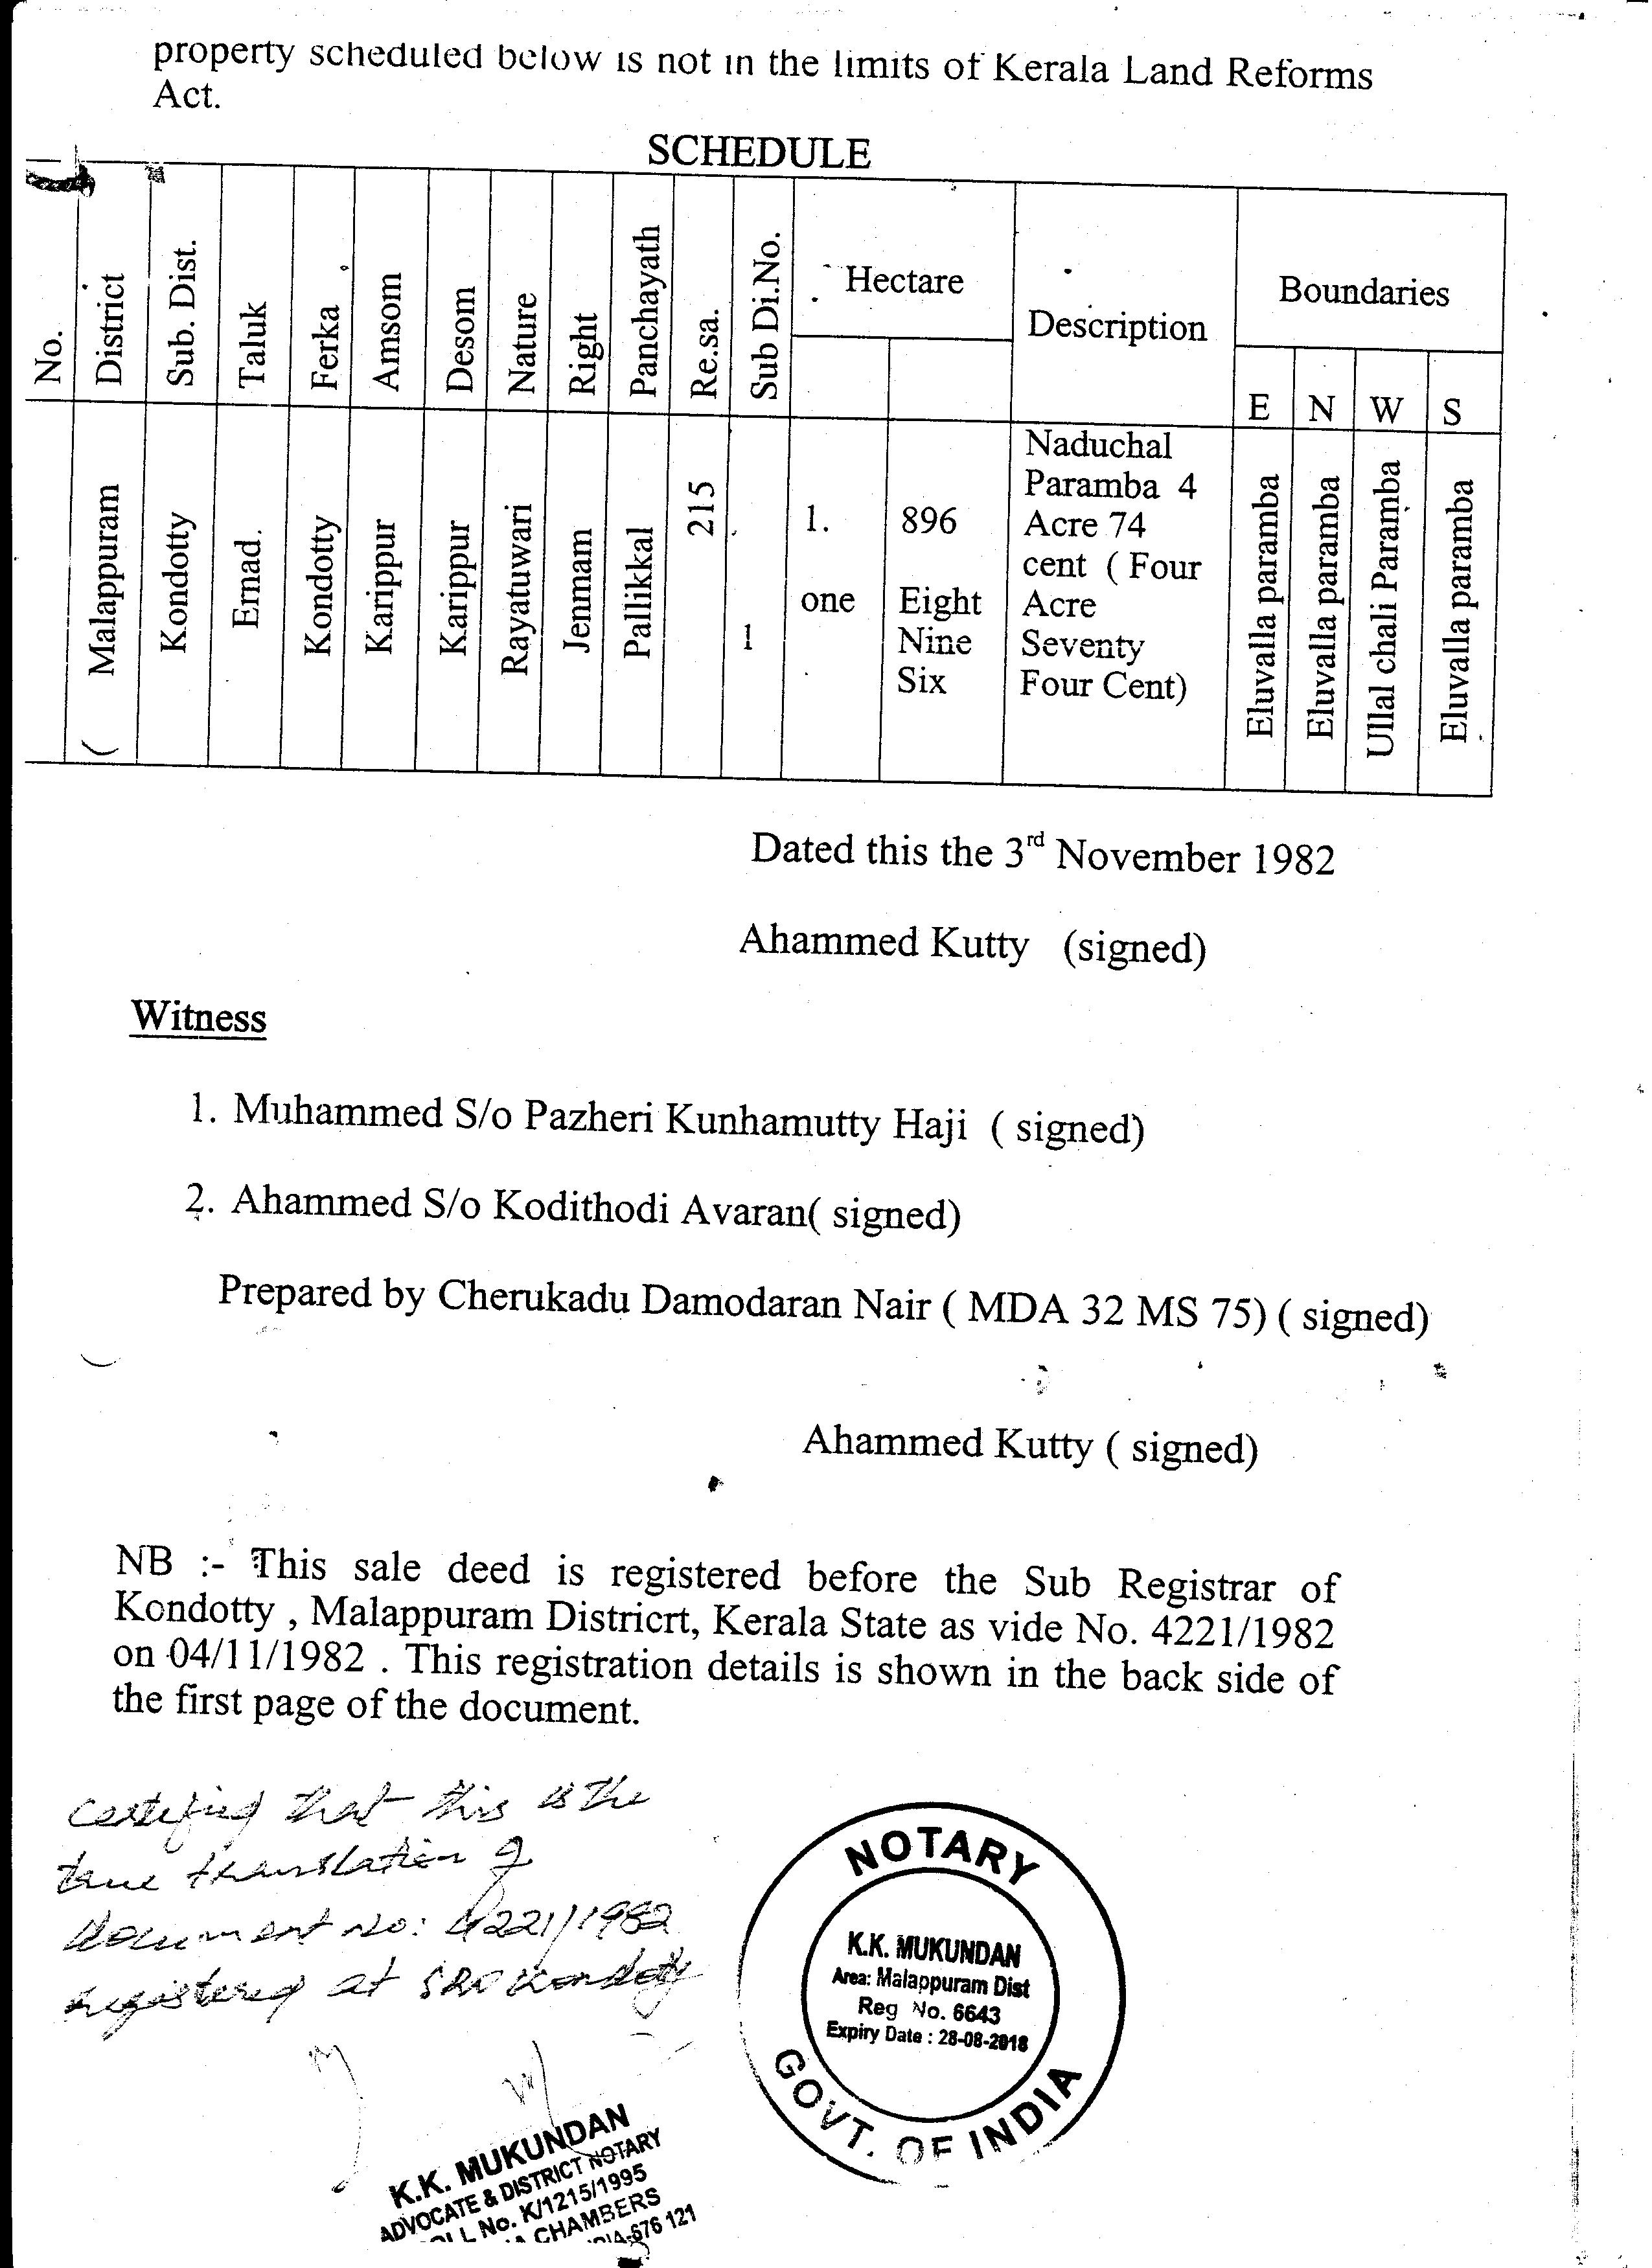 property scheduled below is not in the limits of Kerala Land Reforms
Act.
SCHEDULE
No.
District
Sub. Dist.
Taluk
Ferka
Amsom
Desom
Nature
Right
Panchayath
Re.sa.
Sub Di.No.
Hectare
Description
Boundaries
E
N
W
S
( Malappuram
Kondotty
Ernad.
Kondotty
Karippur
Karippur
Rayatuwari
Jenmam
Pallikkal
215
1
1.
one
896
Eight
Nine
Six
Naduchal
Paramba 4
Acre 74
cent ( Four
Acre
Seventy
Four Cent)
Eluvalla paramba
Eluvalla paramba
Ullal chali Paramba
Eluvalla paramba
Dated this the 3rd November 1982
Ahammed Kutty (signed)
Witness
1. Muhammed S/o Pazheri Kunhamutty Haji ( signed)
2. Ahammed S/o Kodithodi Avaran( signed)
Prepared by Cherukadu Damodaran Nair ( MDA 32 MS 75) ( signed)
Ahammed Kutty ( signed)
NB :- This sale deed is registered before the Sub Registrar of
Kondotty , Malappuram Districrt, Kerala State as vide No. 4221/1982
on 04/11/1982 . This registration details is shown in the back side of
the first page of the document.
Certifying that this is the
true translation of
Document no: 4221/1982
registered at SRO Kondotty
NOTARY
K.K. MUKUNDAN
Area: Malappuram Dist
Reg No. 6643
Expiry Date : 28-08-2018
GOVT. OF INDIA
K.K. MUKUNDAN
ADVOCATE & DISTRICT NOTARY
No. K/1215/1995
CHAMBERS
676 121